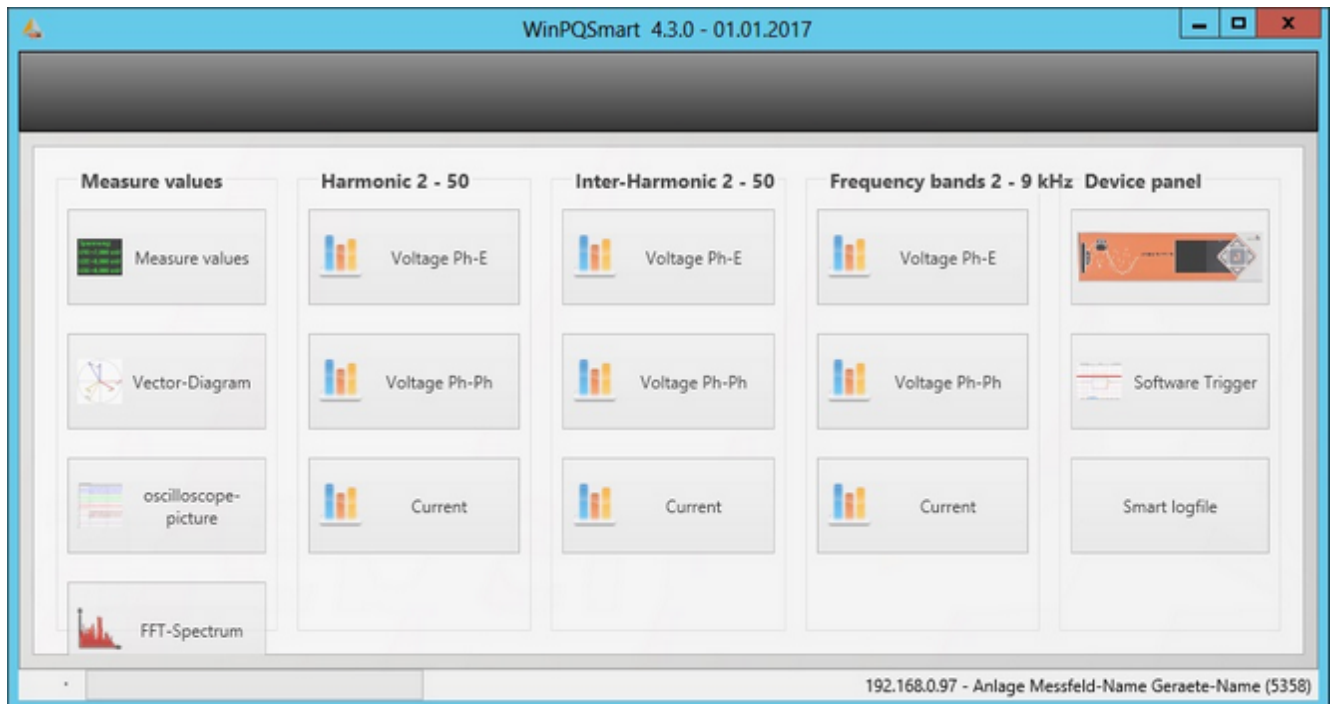 WinPQSmart 4.3.0 - 01.01.2017
Measure values
Harmonic 2 - 50
Inter-Harmonic 2 - 50
Frequency bands 2 - 9 kHz
Device panel
Measure values
Voltage Ph-E
Voltage Ph-E
Voltage Ph-E
Vector-Diagram
Voltage Ph-Ph
Voltage Ph-Ph
Voltage Ph-Ph
Software Trigger
oscilloscope-
picture
Current
Current
Current
Smart logfile
FFT-Spectrum
192.168.0.97 - Anlage Messfeld-Name Geraete-Name (5358)